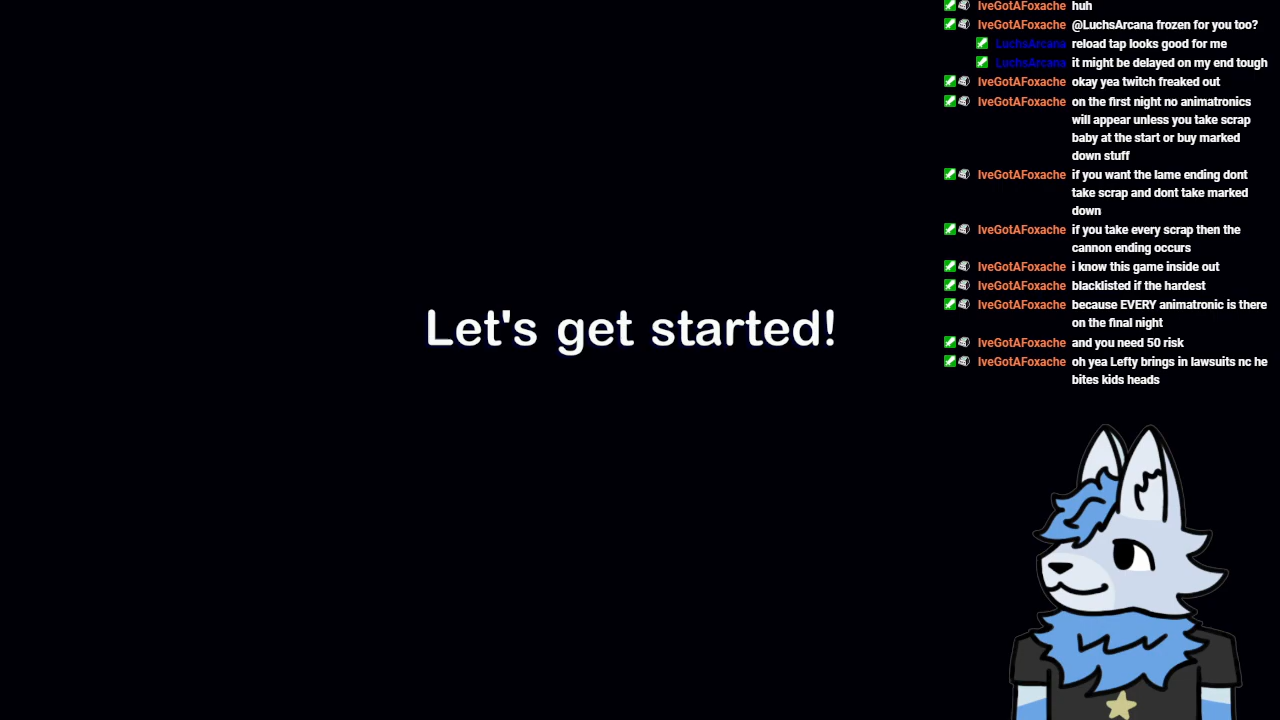 IveGotAFoxache huh
IveGotAFoxache @LuchsArcana frozen for you too?
LuchsArcana reload tap looks good for me
LuchsArcana it might be delayed on my end tough
IveGotAFoxache okay yea twitch freaked out
IveGotAFoxache on the first night no animatronics
will appear unless you take scrap
baby at the start or buy marked
down stuff
IveGotAFoxache if you want the lame ending dont
take scrap and dont take marked
down
IveGotAFoxache if you take every scrap then the
cannon ending occurs
IveGotAFoxache i know this game inside out
IveGotAFoxache blacklisted if the hardest
IveGotAFoxache because EVERY animatronic is there
on the final night
IveGotAFoxache and you need 50 risk
IveGotAFoxache oh yea Lefty brings in lawsuits nc he
bites kids heads
Let's get started!